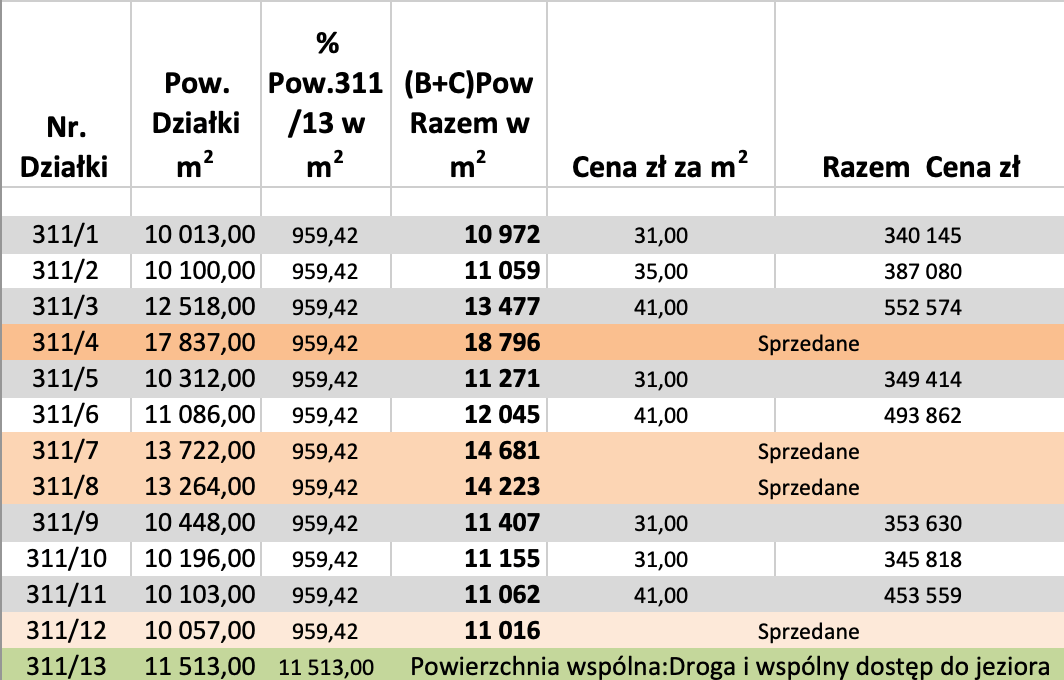 Nr. Działki Pow. Działki m² % Pow.311 /13 w m² (B+C)Pow Razem w m² Cena zł za m² Razem Cena zł
311/1 10 013,00 959,42 10 972 31,00 340 145
311/2 10 100,00 959,42 11 059 35,00 387 080
311/3 12 518,00 959,42 13 477 41,00 552 574
311/4 17 837,00 959,42 18 796 Sprzedane
311/5 10 312,00 959,42 11 271 31,00 349 414
311/6 11 086,00 959,42 12 045 41,00 493 862
311/7 13 722,00 959,42 14 681 Sprzedane
311/8 13 264,00 959,42 14 223 Sprzedane
311/9 10 448,00 959,42 11 407 31,00 353 630
311/10 10 196,00 959,42 11 155 31,00 345 818
311/11 10 103,00 959,42 11 062 41,00 453 559
311/12 10 057,00 959,42 11 016 Sprzedane
311/13 11 513,00 11 513,00 Powierzchnia wspólna:Droga i wspólny dostęp do jeziora